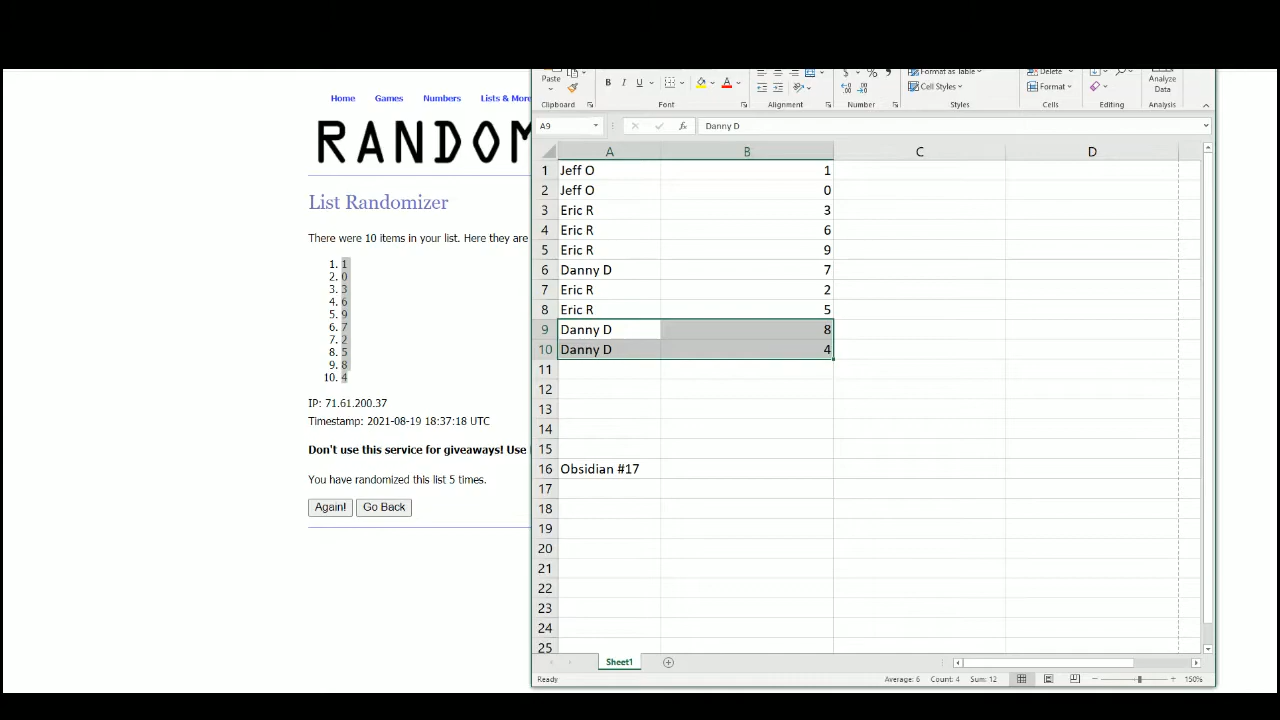 Home Games Numbers Lists & More
RANDOM
List Randomizer
There were 10 items in your list. Here they are
1. 1
2. 0
3. 3
4. 6
5. 9
6. 7
7. 2
8. 5
9. 8
10. 4
IP: 71.61.200.37
Timestamp: 2021-08-19 18:37:18 UTC
Don't use this service for giveaways! Use
You have randomized this list 5 times.
Again! Go Back
Paste B I U A $ % , Format as Table Cell Styles Delete Format Analyze Data
Clipboard Font Alignment Number Styles Cells Editing Analysis
A9 fx Danny D
A B C D
1 Jeff O 1
2 Jeff O 0
3 Eric R 3
4 Eric R 6
5 Eric R 9
6 Danny D 7
7 Eric R 2
8 Eric R 5
9 Danny D 8
10 Danny D 4
11
12
13
14
15
16 Obsidian #17
17
18
19
20
21
22
23
24
25
Sheet1
Ready Average: 6 Count: 4 Sum: 12 150%